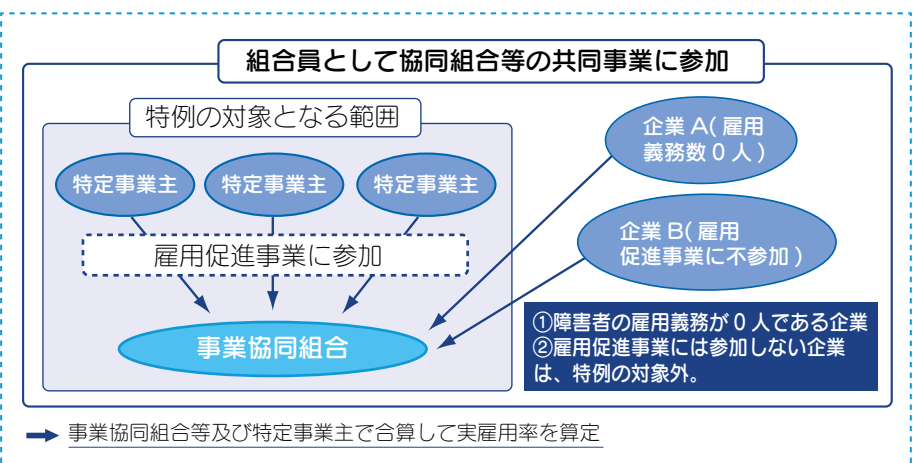 組合員として協同組合等の共同事業に参加
特例の対象となる範囲
特定事業主
特定事業主
特定事業主
雇用促進事業に参加
事業協同組合
企業 A( 雇用
義務数 0 人 )
企業 B( 雇用
促進事業に不参加 )
①障害者の雇用義務が 0 人である企業
②雇用促進事業には参加しない企業
は、特例の対象外。
事業協同組合等及び特定事業主で合算して実雇用率を算定